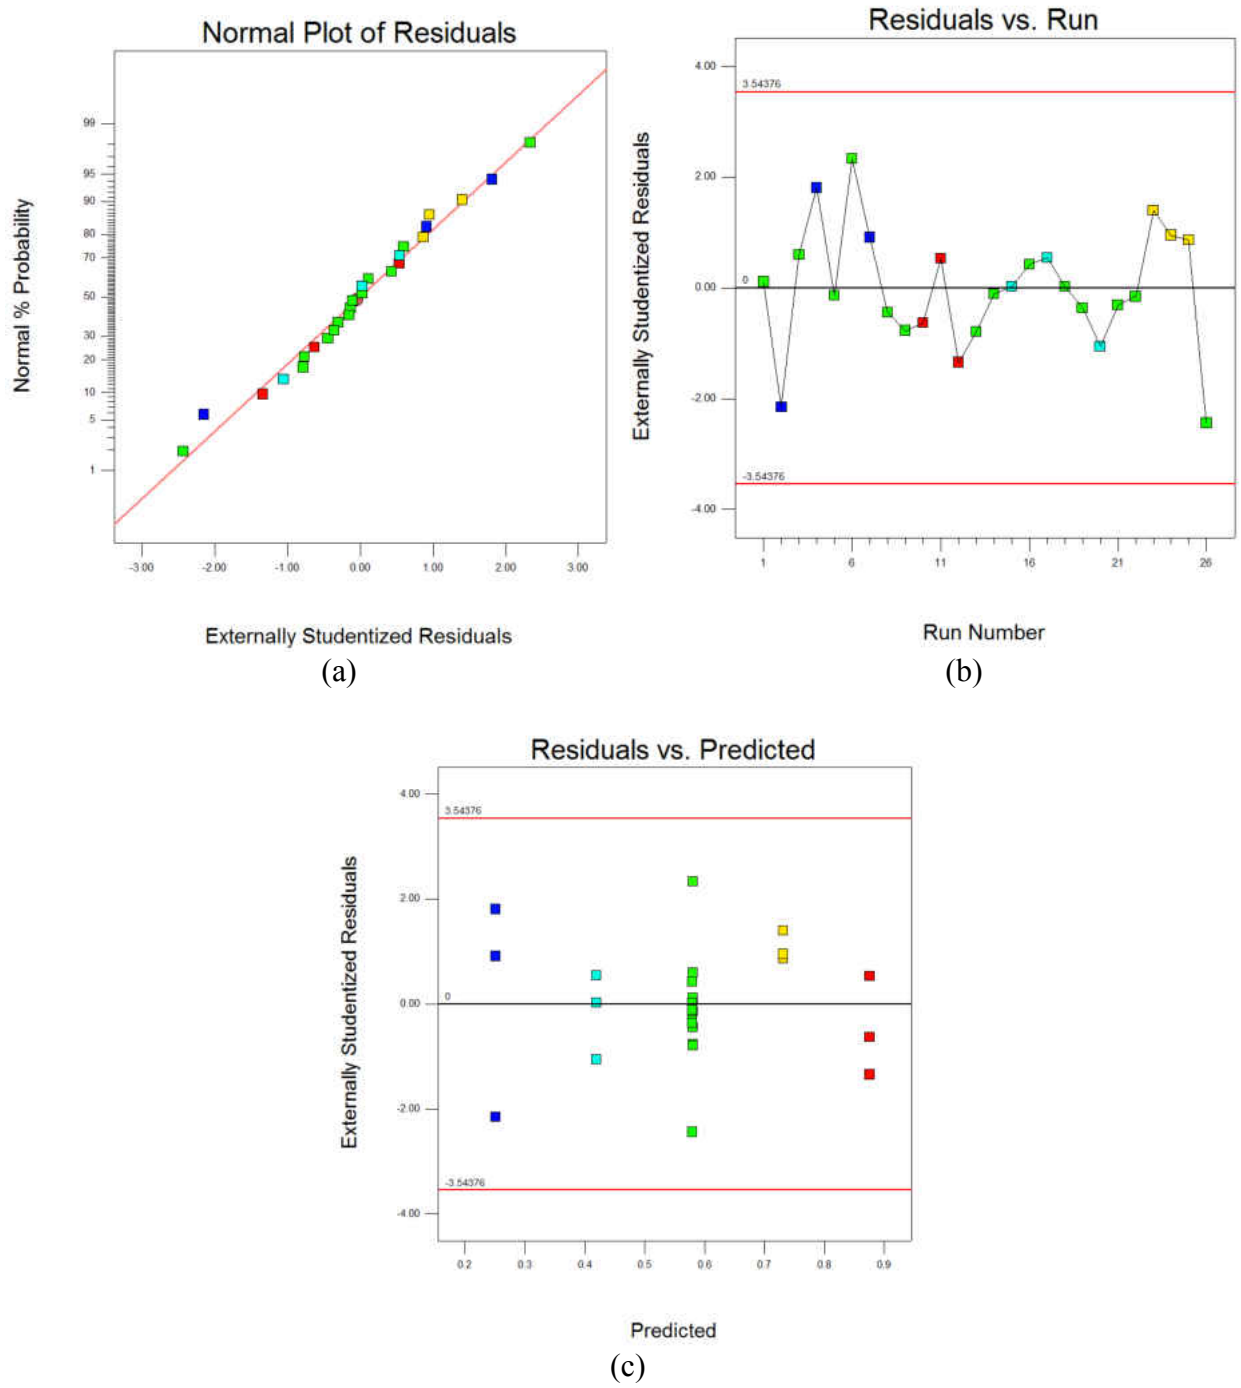 Normal Plot of Residuals
Normal % Probability
99
95
90
80
70
50
30
20
10
5
1
-3.00 -2.00 -1.00 0.00 1.00 2.00 3.00
Externally Studentized Residuals
(a)
Residuals vs. Run
Externally Studentized Residuals
4.00
3.54376
2.00
0.00
0
-2.00
-3.54376
-4.00
1 6 11 16 21 26
Run Number
(b)
Residuals vs. Predicted
Externally Studentized Residuals
4.00
3.54376
2.00
0.00
0
-2.00
-3.54376
-4.00
0.2 0.3 0.4 0.5 0.6 0.7 0.8 0.9
Predicted
(c)